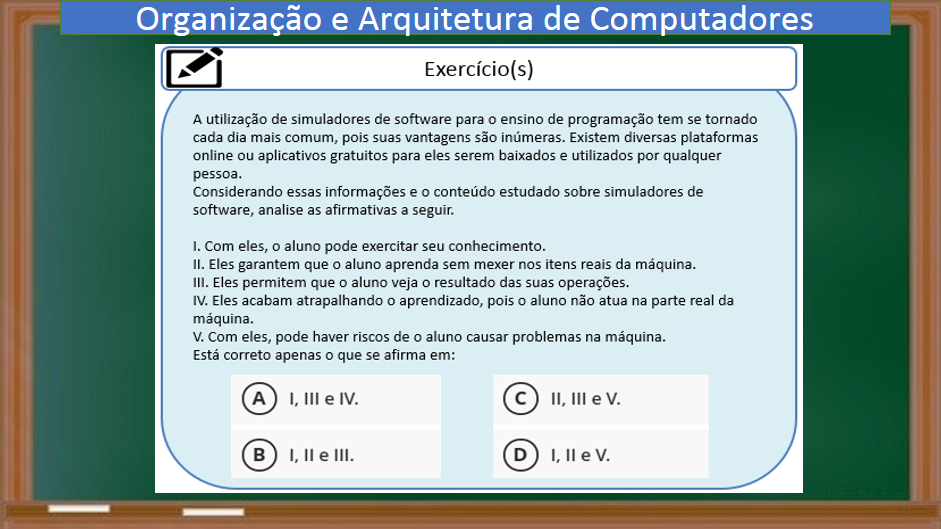 Organização e Arquitetura de Computadores
Exercício(s)
A utilização de simuladores de software para o ensino de programação tem se tornado
cada dia mais comum, pois suas vantagens são inúmeras. Existem diversas plataformas
online ou aplicativos gratuitos para eles serem baixados e utilizados por qualquer
pessoa.
Considerando essas informações e o conteúdo estudado sobre simuladores de
software, analise as afirmativas a seguir.
I. Com eles, o aluno pode exercitar seu conhecimento.
II. Eles garantem que o aluno aprenda sem mexer nos itens reais da máquina.
III. Eles permitem que o aluno veja o resultado das suas operações.
IV. Eles acabam atrapalhando o aprendizado, pois o aluno não atua na parte real da
máquina.
V. Com eles, pode haver riscos de o aluno causar problemas na máquina.
Está correto apenas o que se afirma em:
A I, III e IV.
B I, II e III.
C II, III e V.
D I, II e V.